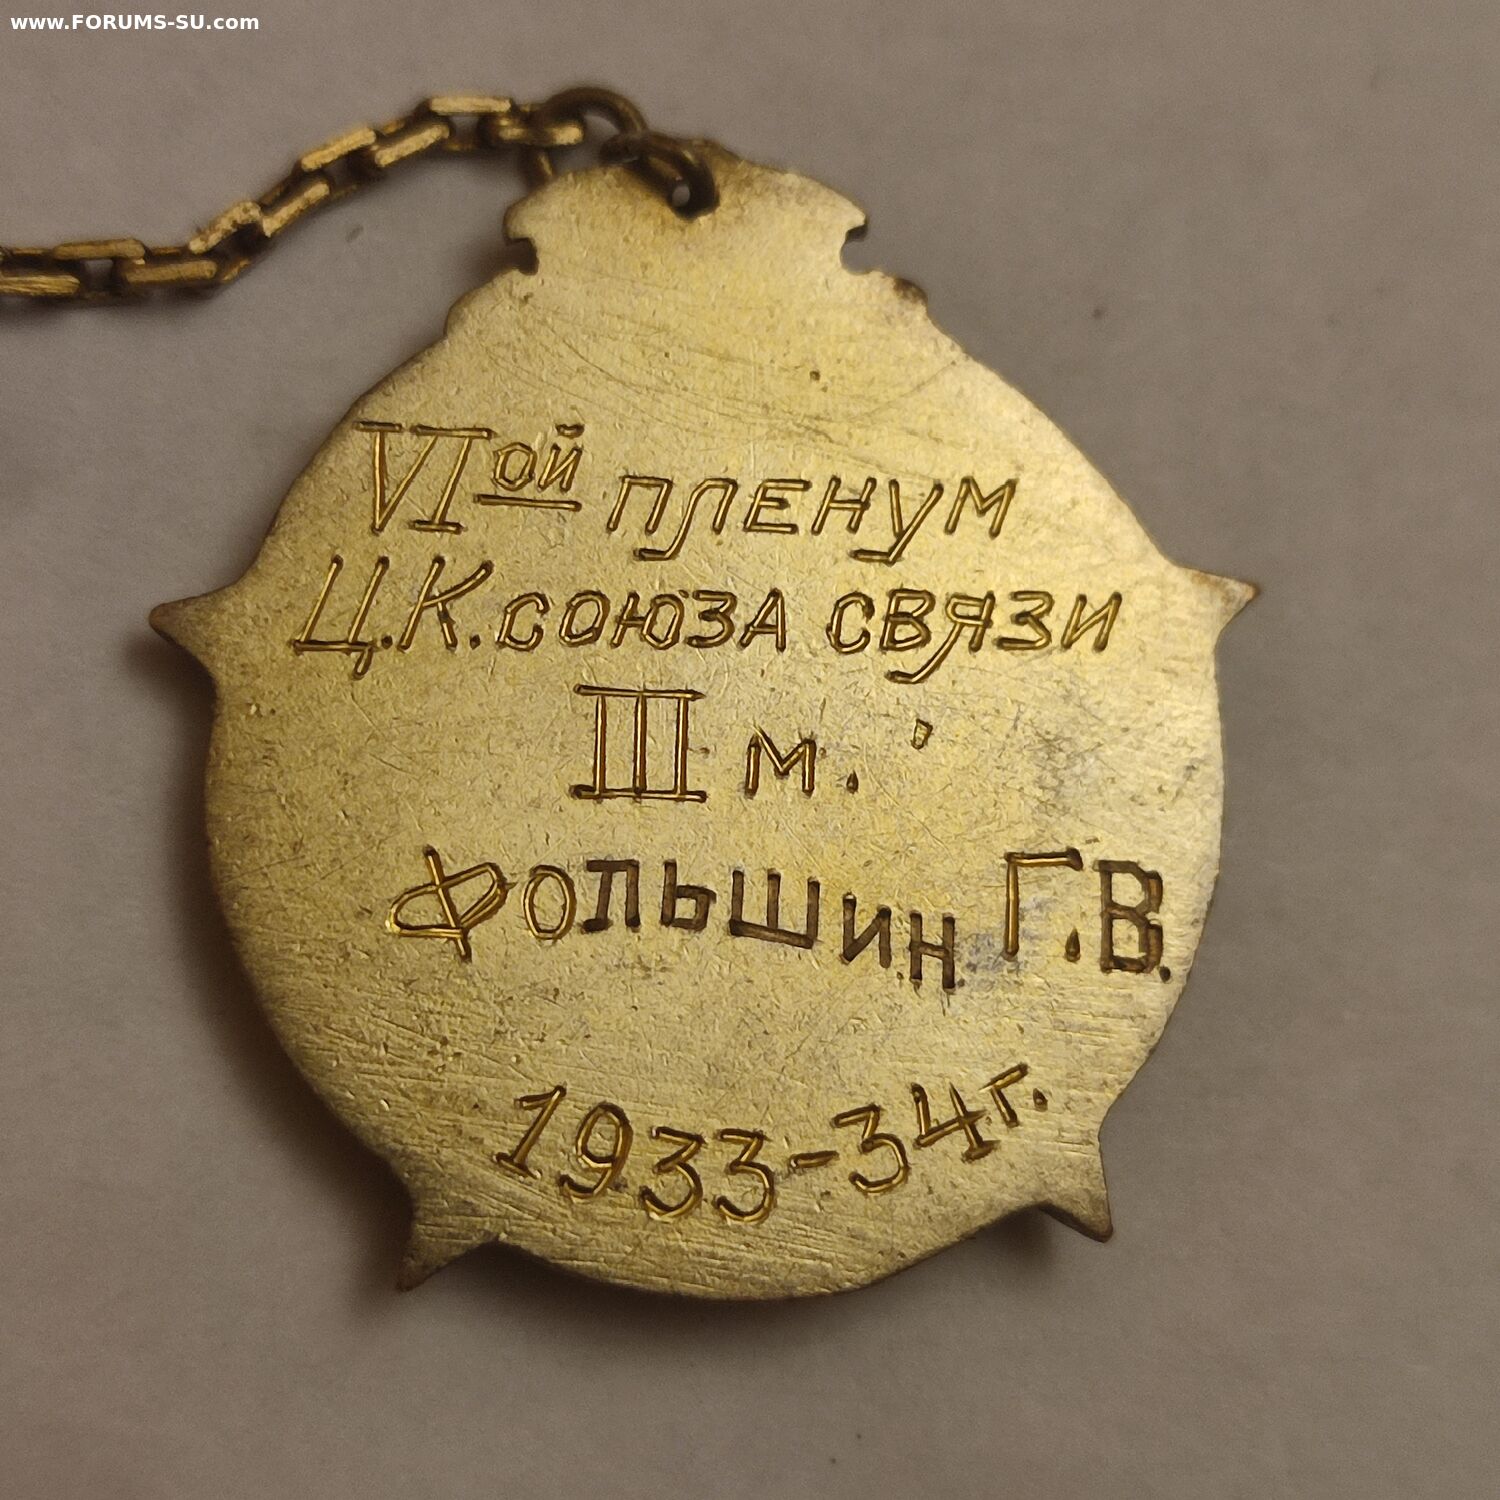 www.FORUMS-SU.com
VIой ПЛЕНУМ
Ц.К. СОЮЗА СВЯЗИ
III м.
ФОЛЬШИН Г.В.
1933-34г.